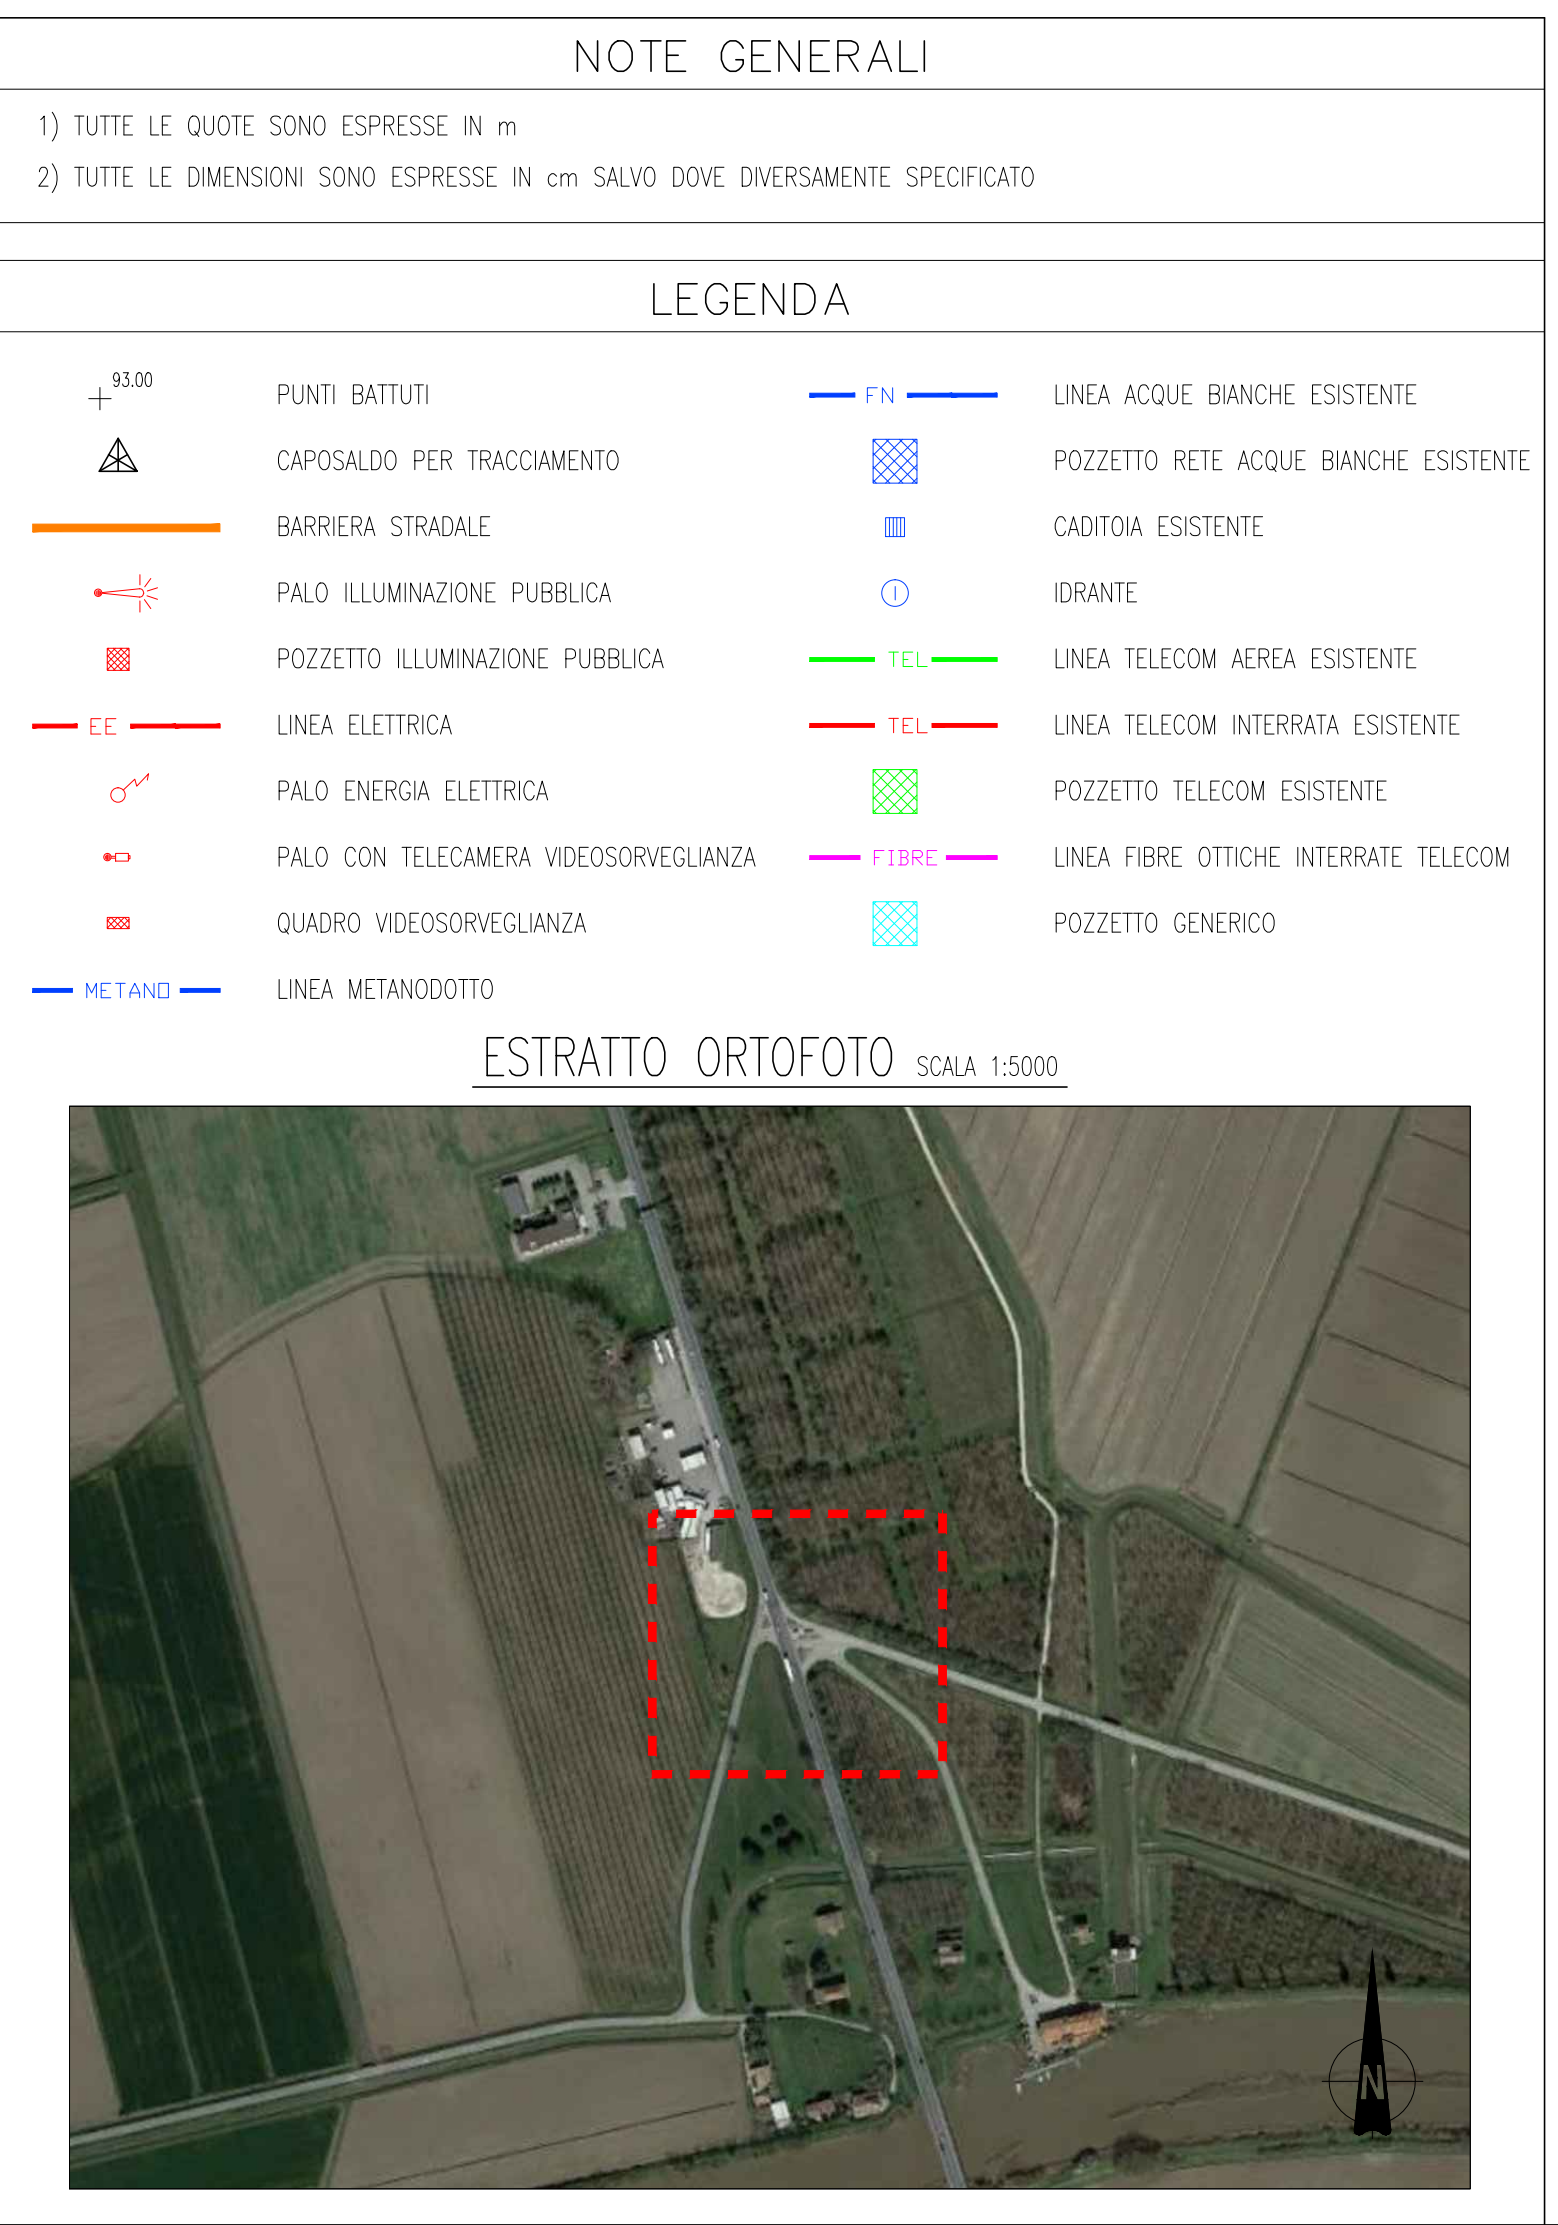 NOTE GENERALI
1) TUTTE LE QUOTE SONO ESPRESSE IN m
2) TUTTE LE DIMENSIONI SONO ESPRESSE IN cm SALVO DOVE DIVERSAMENTE SPECIFICATO
LEGENDA
93.00 PUNTI BATTUTI
CAPOSALDO PER TRACCIAMENTO
BARRIERA STRADALE
PALO ILLUMINAZIONE PUBBLICA
POZZETTO ILLUMINAZIONE PUBBLICA
EE LINEA ELETTRICA
PALO ENERGIA ELETTRICA
PALO CON TELECAMERA VIDEOSORVEGLIANZA
QUADRO VIDEOSORVEGLIANZA
METANO LINEA METANODOTTO
FN LINEA ACQUE BIANCHE ESISTENTE
POZZETTO RETE ACQUE BIANCHE ESISTENTE
CADITOIA ESISTENTE
IDRANTE
TEL LINEA TELECOM AEREA ESISTENTE
TEL LINEA TELECOM INTERRATA ESISTENTE
POZZETTO TELECOM ESISTENTE
FIBRE LINEA FIBRE OTTICHE INTERRATE TELECOM
POZZETTO GENERICO
ESTRATTO ORTOFOTO SCALA 1:5000
N